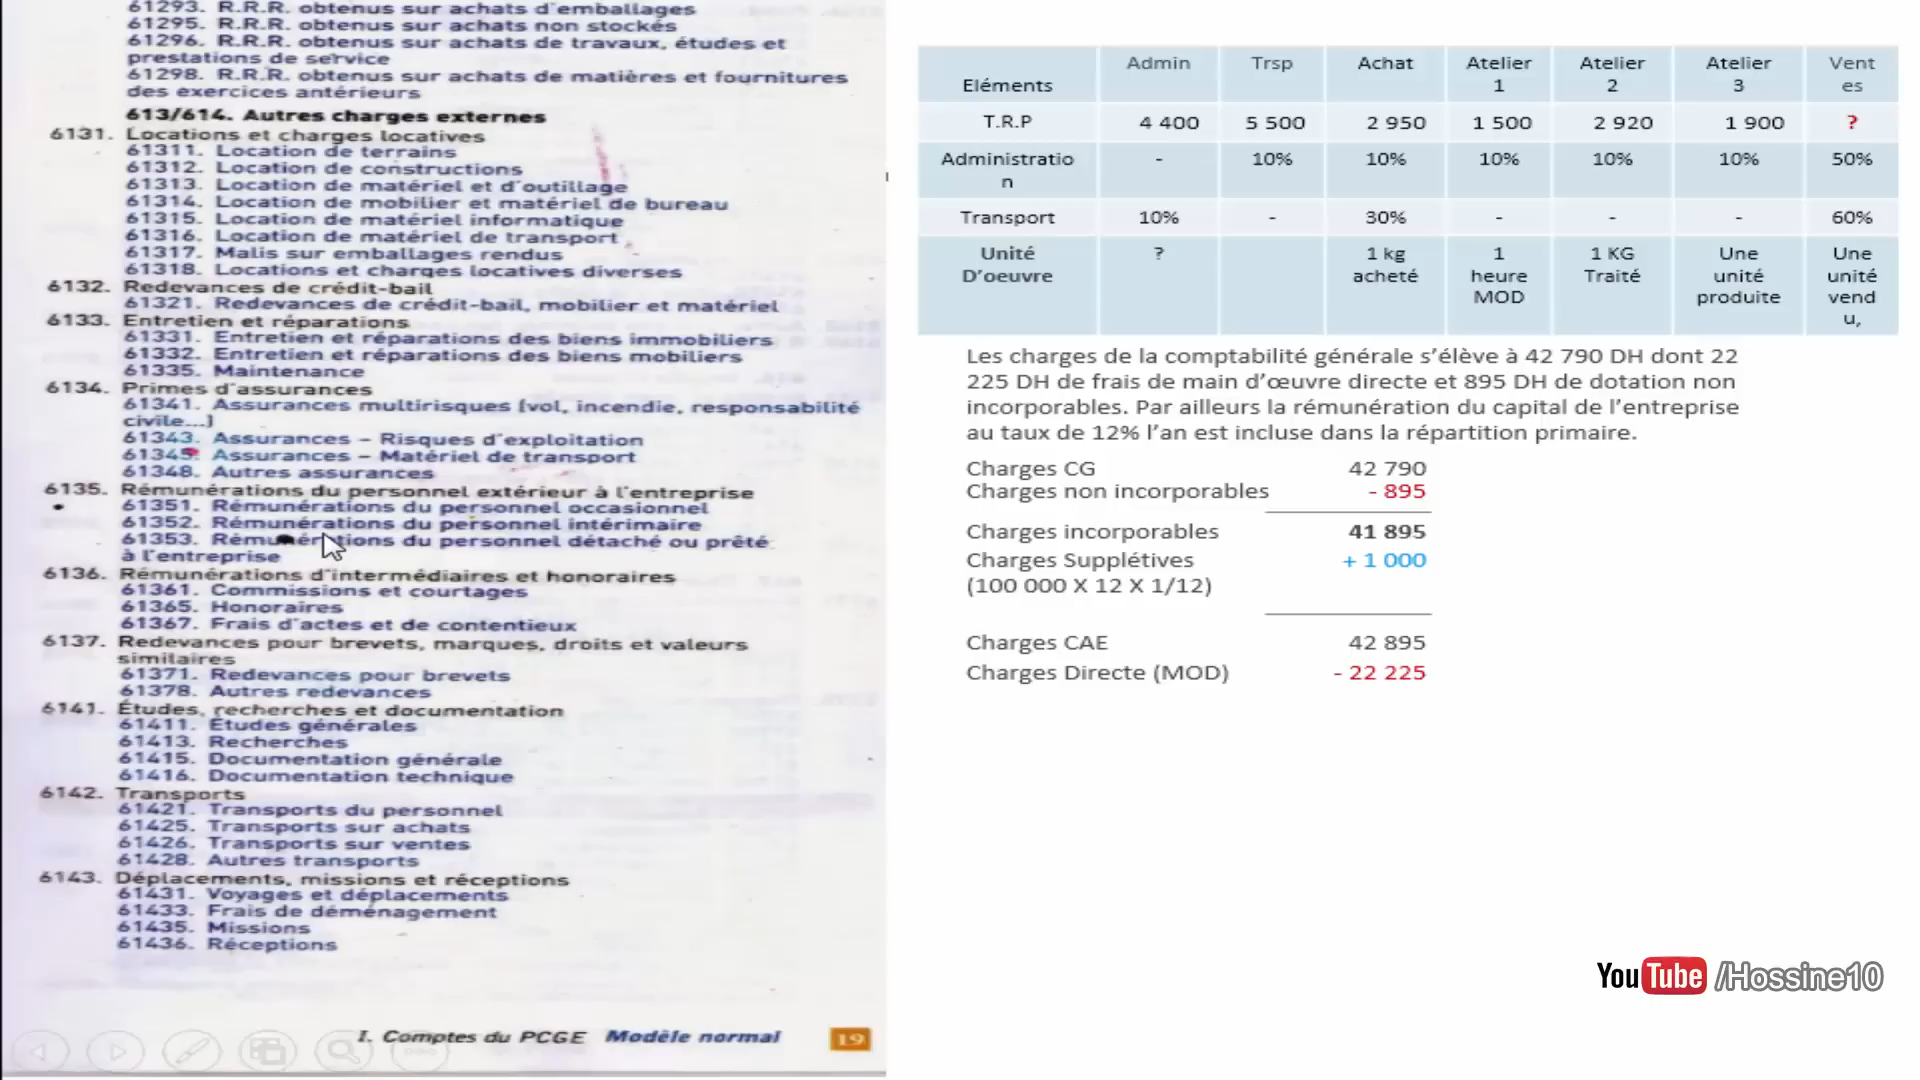 61293. R.R.R. obtenus sur achats d'emballages
61295. R.R.R. obtenus sur achats non stockés
61296. R.R.R. obtenus sur achats de travaux, études et
prestations de service
61298. R.R.R. obtenus sur achats de matières et fournitures
des exercices antérieurs
613/614. Autres charges externes
6131. Locations et charges locatives
61311. Location de terrains
61312. Location de constructions
61313. Location de matériel et d'outillage
61314. Location de mobilier et matériel de bureau
61315. Location de matériel informatique
61316. Location de matériel de transport
61317. Malis sur emballages rendus
61318. Locations et charges locatives diverses
6132. Redevances de crédit-bail
61321. Redevances de crédit-bail, mobilier et matériel
6133. Entretien et réparations
61331. Entretien et réparations des biens immobiliers
61332. Entretien et réparations des biens mobiliers
61335. Maintenance
6134. Primes d'assurances
61341. Assurances multirisques (vol, incendie, responsabilité
civile...)
61343. Assurances – Risques d'exploitation
61345. Assurances – Matériel de transport
61348. Autres assurances
6135. Rémunérations du personnel extérieur à l'entreprise
61351. Rémunérations du personnel occasionnel
61352. Rémunérations du personnel intérimaire
61353. Rémunérations du personnel détaché ou prêté
à l'entreprise
6136. Rémunérations d'intermédiaires et honoraires
61361. Commissions et courtages
61365. Honoraires
61367. Frais d'actes et de contentieux
6137. Redevances pour brevets, marques, droits et valeurs
similaires
61371. Redevances pour brevets
61378. Autres redevances
6141. Études, recherches et documentation
61411. Études générales
61413. Recherches
61415. Documentation générale
61416. Documentation technique
6142. Transports
61421. Transports du personnel
61425. Transports sur achats
61426. Transports sur ventes
61428. Autres transports
6143. Déplacements, missions et réceptions
61431. Voyages et déplacements
61433. Frais de déménagement
61435. Missions
61436. Réceptions
I. Comptes du PCGE Modèle normal 19
Eléments Admin Trsp Achat Atelier 1 Atelier 2 Atelier 3 Vent es
T.R.P 4 400 5 500 2 950 1 500 2 920 1 900 ?
Administratio n - 10% 10% 10% 10% 10% 50%
Transport 10% - 30% - - - 60%
Unité D'oeuvre ? 1 kg acheté 1 heure MOD 1 KG Traité Une unité produite Une unité vend u,
Les charges de la comptabilité générale s'élève à 42 790 DH dont 22
225 DH de frais de main d'œuvre directe et 895 DH de dotation non
incorporables. Par ailleurs la rémunération du capital de l'entreprise
au taux de 12% l'an est incluse dans la répartition primaire.
Charges CG 42 790
Charges non incorporables - 895
Charges incorporables 41 895
Charges Supplétives + 1 000
(100 000 X 12 X 1/12)
Charges CAE 42 895
Charges Directe (MOD) - 22 225
YouTube /Hossine10